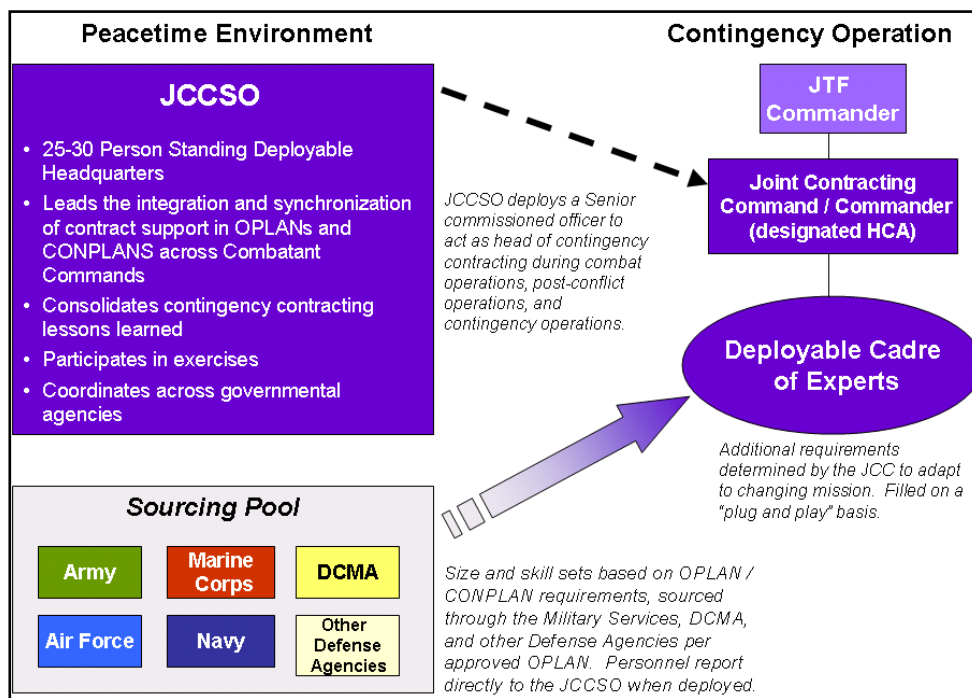 Peacetime Environment
Contingency Operation
JCCSO
• 25-30 Person Standing Deployable
Headquarters
• Leads the integration and synchronization
of contract support in OPLANs and
CONPLANS across Combatant
Commands
• Consolidates contingency contracting
lessons learned
• Participates in exercises
• Coordinates across governmental
agencies
JCCSO deploys a Senior
commissioned officer to
act as head of contingency
contracting during combat
operations, post-conflict
operations, and
contingency operations.
JTF
Commander
Joint Contracting
Command / Commander
(designated HCA)
Deployable Cadre
of Experts
Additional requirements
determined by the JCC to adapt
to changing mission. Filled on a
“plug and play” basis.
Sourcing Pool
Army
Marine
Corps
DCMA
Air Force
Navy
Other
Defense
Agencies
Size and skill sets based on OPLAN /
CONPLAN requirements, sourced
through the Military Services, DCMA,
and other Defense Agencies per
approved OPLAN. Personnel report
directly to the JCCSO when deployed.